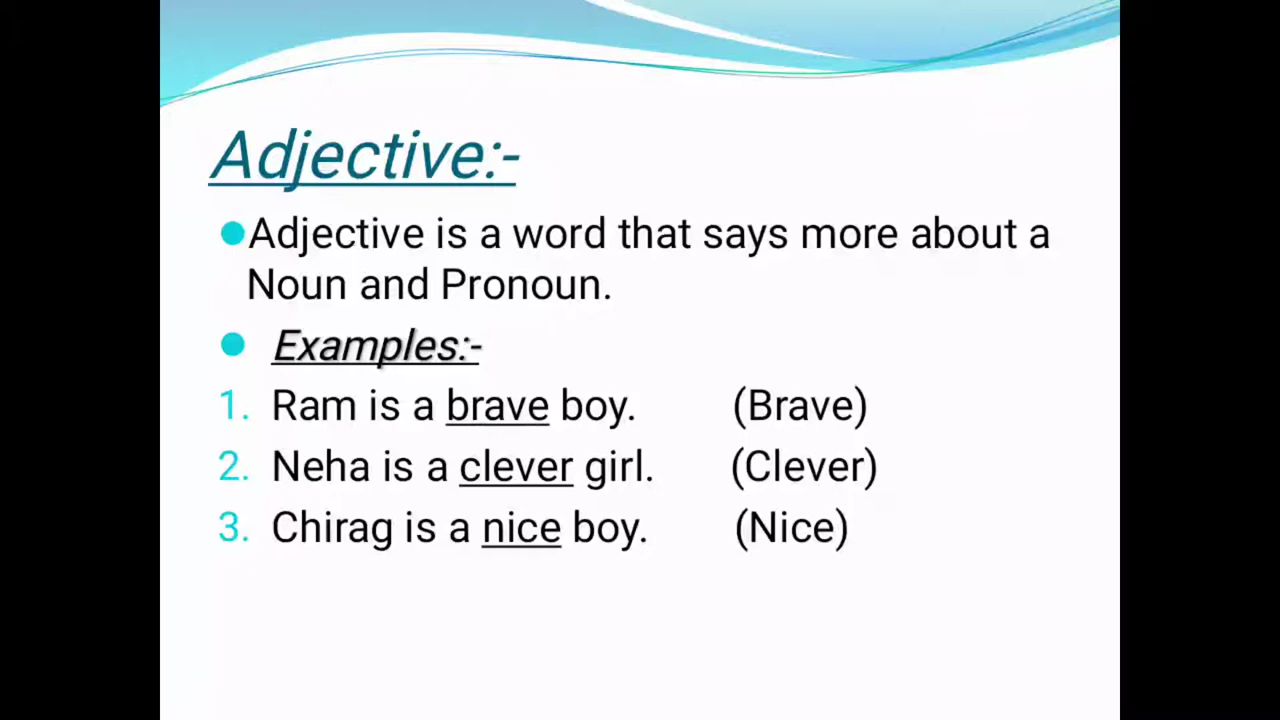 Adjective:-
Adjective is a word that says more about a
Noun and Pronoun.
Examples:-
1. Ram is a brave boy. (Brave)
2. Neha is a clever girl. (Clever)
3. Chirag is a nice boy. (Nice)